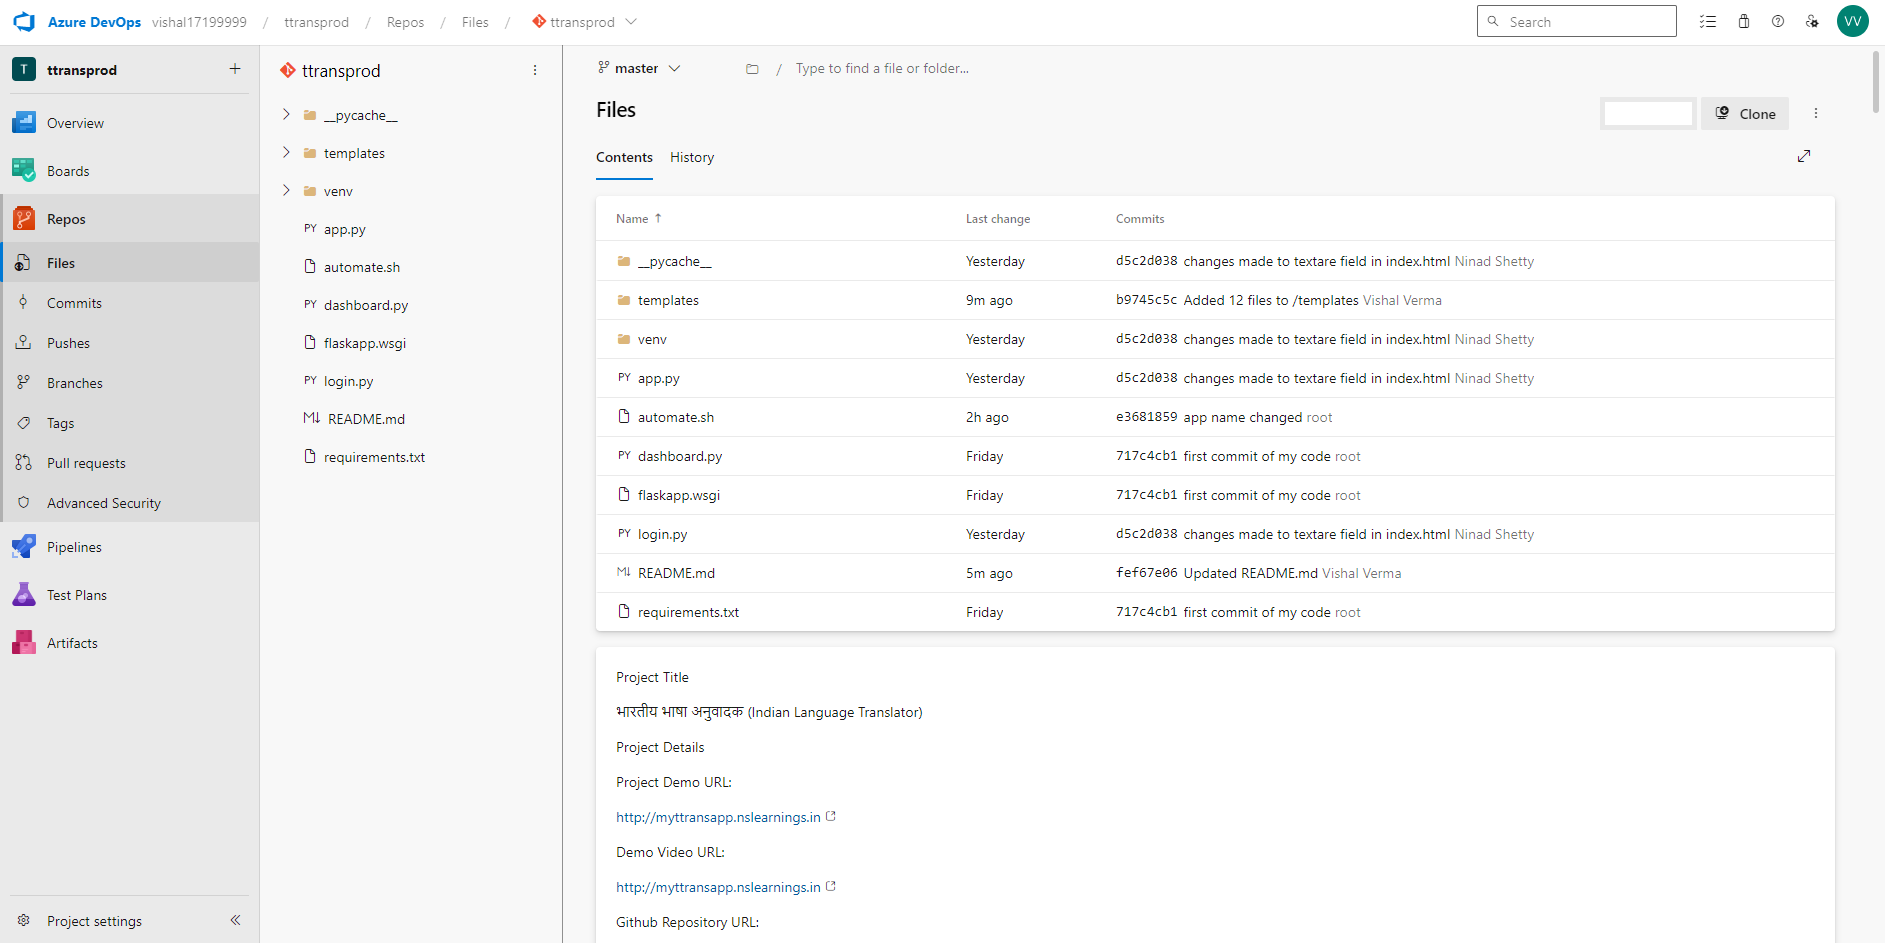 Azure DevOps vishal17199999 / ttransprod / Repos / Files / ttransprod
Search
VV
T ttransprod +
Overview
Boards
Repos
Files
Commits
Pushes
Branches
Tags
Pull requests
Advanced Security
Pipelines
Test Plans
Artifacts
Project settings
ttransprod
__pycache__
templates
venv
PY app.py
automate.sh
PY dashboard.py
flaskapp.wsgi
PY login.py
M↓ README.md
requirements.txt
master / Type to find a file or folder...
Files
Clone
Contents History
Name ↑ Last change Commits
__pycache__ Yesterday d5c2d038 changes made to textare field in index.html Ninad Shetty
templates 9m ago b9745c5c Added 12 files to /templates Vishal Verma
venv Yesterday d5c2d038 changes made to textare field in index.html Ninad Shetty
PY app.py Yesterday d5c2d038 changes made to textare field in index.html Ninad Shetty
automate.sh 2h ago e3681859 app name changed root
PY dashboard.py Friday 717c4cb1 first commit of my code root
flaskapp.wsgi Friday 717c4cb1 first commit of my code root
PY login.py Yesterday d5c2d038 changes made to textare field in index.html Ninad Shetty
M↓ README.md 5m ago fef67e06 Updated README.md Vishal Verma
requirements.txt Friday 717c4cb1 first commit of my code root
Project Title
भारतीय भाषा अनुवादक (Indian Language Translator)
Project Details
Project Demo URL:
http://myttransapp.nslearnings.in
Demo Video URL:
http://myttransapp.nslearnings.in
Github Repository URL: